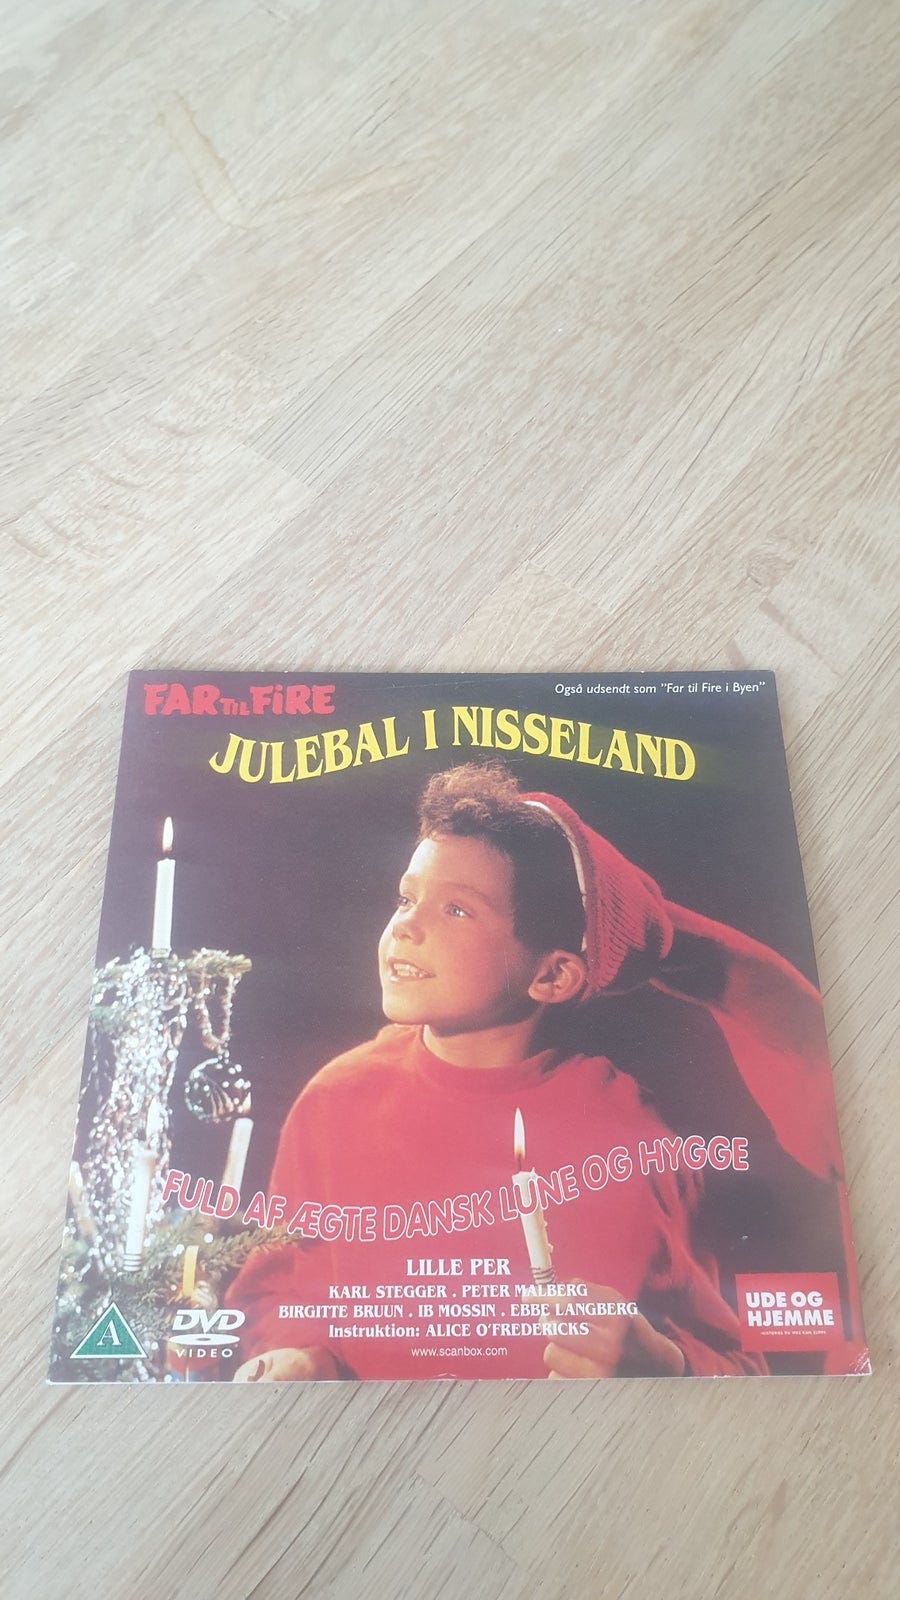 FAR TIL FIRE
Også udsendt som "Far til Fire i Byen"
JULEBAL I NISSELAND
FULD AF ÆGTE DANSK LUNE OG HYGGE
LILLE PER
KARL STEGGER . PETER MALBERG
BIRGITTE BRUUN . IB MOSSIN . EBBE LANGBERG
Instruktion: ALICE O'FREDERICKS
www.scanbox.com
A
DVD
VIDEO
UDE OG
HJEMME